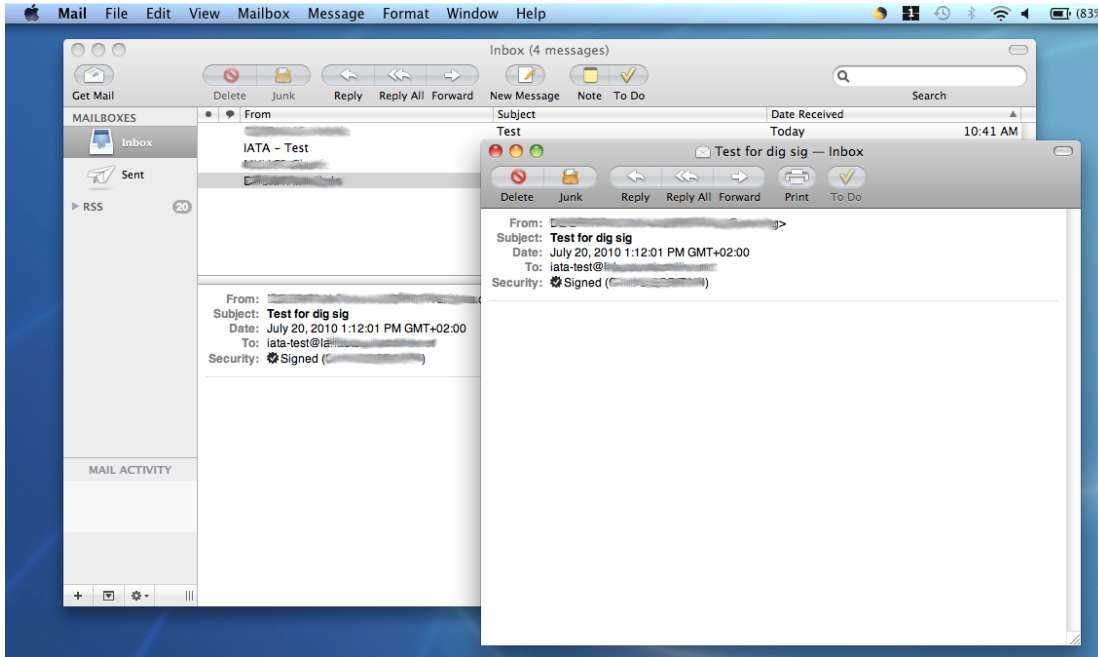 Mail File Edit View Mailbox Message Format Window Help 1 (83%
Inbox (4 messages)
Get Mail Delete Junk Reply Reply All Forward New Message Note To Do Search
MAILBOXES From Subject Date Received
Inbox Test Today 10:41 AM
IATA - Test
Sent
RSS 20
Test for dig sig — Inbox
Delete Junk Reply Reply All Forward Print To Do
From:
Subject: Test for dig sig
Date: July 20, 2010 1:12:01 PM GMT+02:00
To: iata-test@
Security: Signed (
From:
Subject: Test for dig sig
Date: July 20, 2010 1:12:01 PM GMT+02:00
To: iata-test@
Security: Signed (
MAIL ACTIVITY